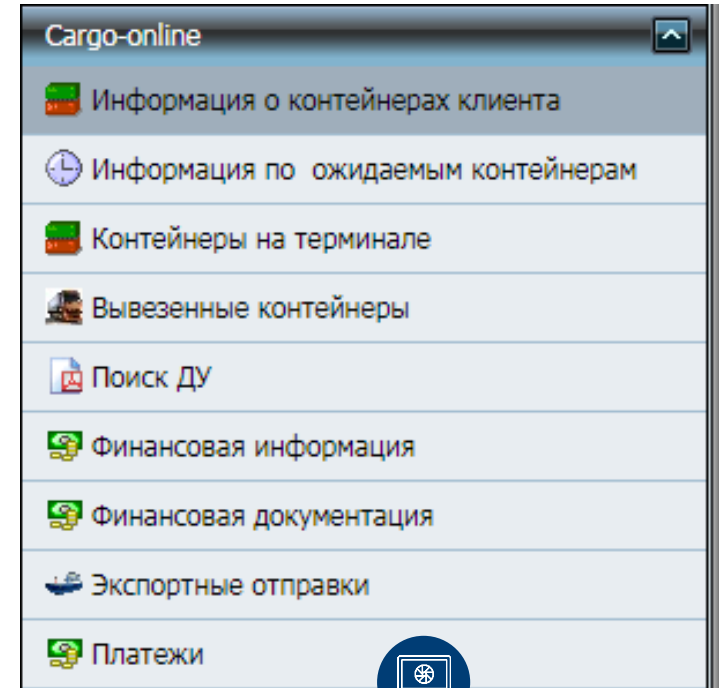 Cargo-online
Информация о контейнерах клиента
Информация по  ожидаемым контейнерам
Контейнеры на терминале
Вывезенные контейнеры
Поиск ДУ
Финансовая информация
Финансовая документация
Экспортные отправки
Платежи